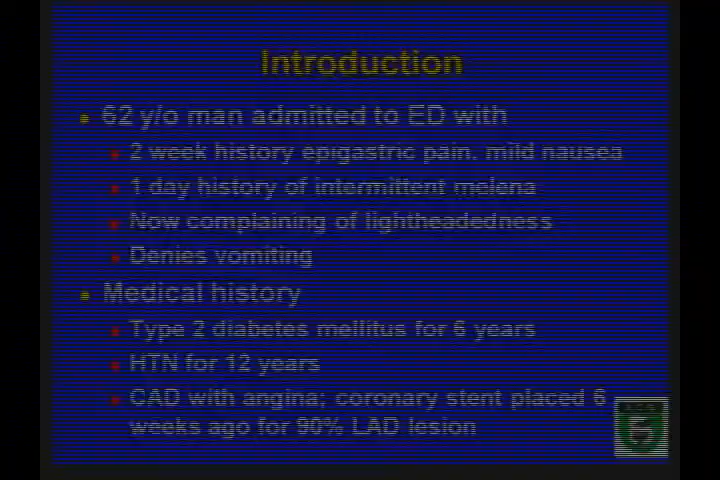 Introduction
62 y/o man admitted to ED with
2 week history epigastric pain, mild nausea
1 day history of intermittent melena
Now complaining of lightheadedness
Denies vomiting
Medical history
Type 2 diabetes mellitus for 6 years
HTN for 12 years
CAD with angina; coronary stent placed 6
weeks ago for 90% LAD lesion